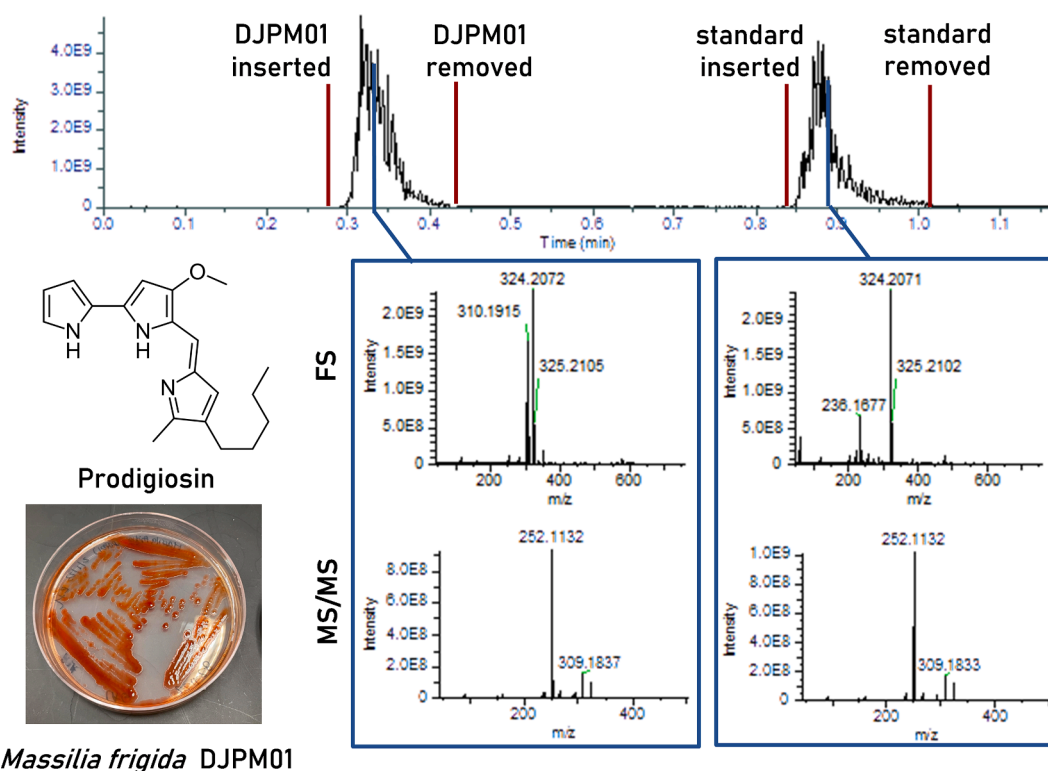 DJPM01
inserted
DJPM01
removed
standard
inserted
standard
removed
Intensity
4.0E9
3.0E9
2.0E9
1.0E9
0
0.0 0.1 0.2 0.3 0.4 0.5 0.6 0.7 0.8 0.9 1.0 1.1
Time (min)
O
N
H
N
H
N
Prodigiosin
Massilia frigida DJPM01
FS
324.2072
310.1915
325.2105
Intensity
2.0E9
1.5E9
1.0E9
5.0E8
0
200 400 600
m/z
324.2071
325.2102
236.1677
Intensity
2.0E9
1.5E9
1.0E9
5.0E8
0
200 400 600
m/z
MS/MS
252.1132
309.1837
Intensity
8.0E8
6.0E8
4.0E8
2.0E8
0
200 400
m/z
252.1132
309.1833
Intensity
1.0E9
8.0E8
6.0E8
4.0E8
2.0E8
0
200 400
m/z